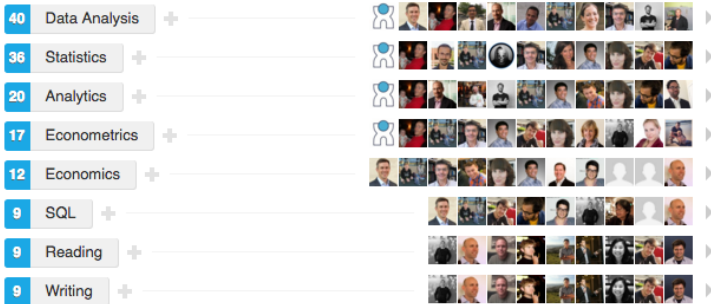 40 Data Analysis
36 Statistics
20 Analytics
17 Econometrics
12 Economics
9 SQL
9 Reading
9 Writing